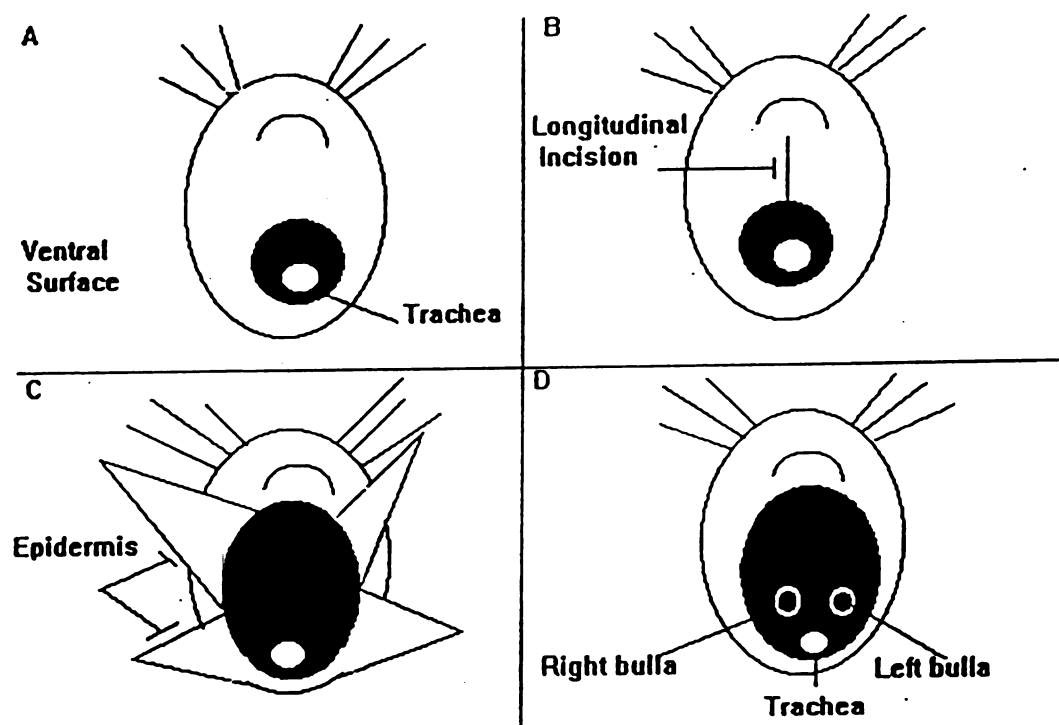 A
Ventral
Surface
Trachea
B
Longitudinal
Incision
C
Epidermis
D
Right bulla
Left bulla
Trachea